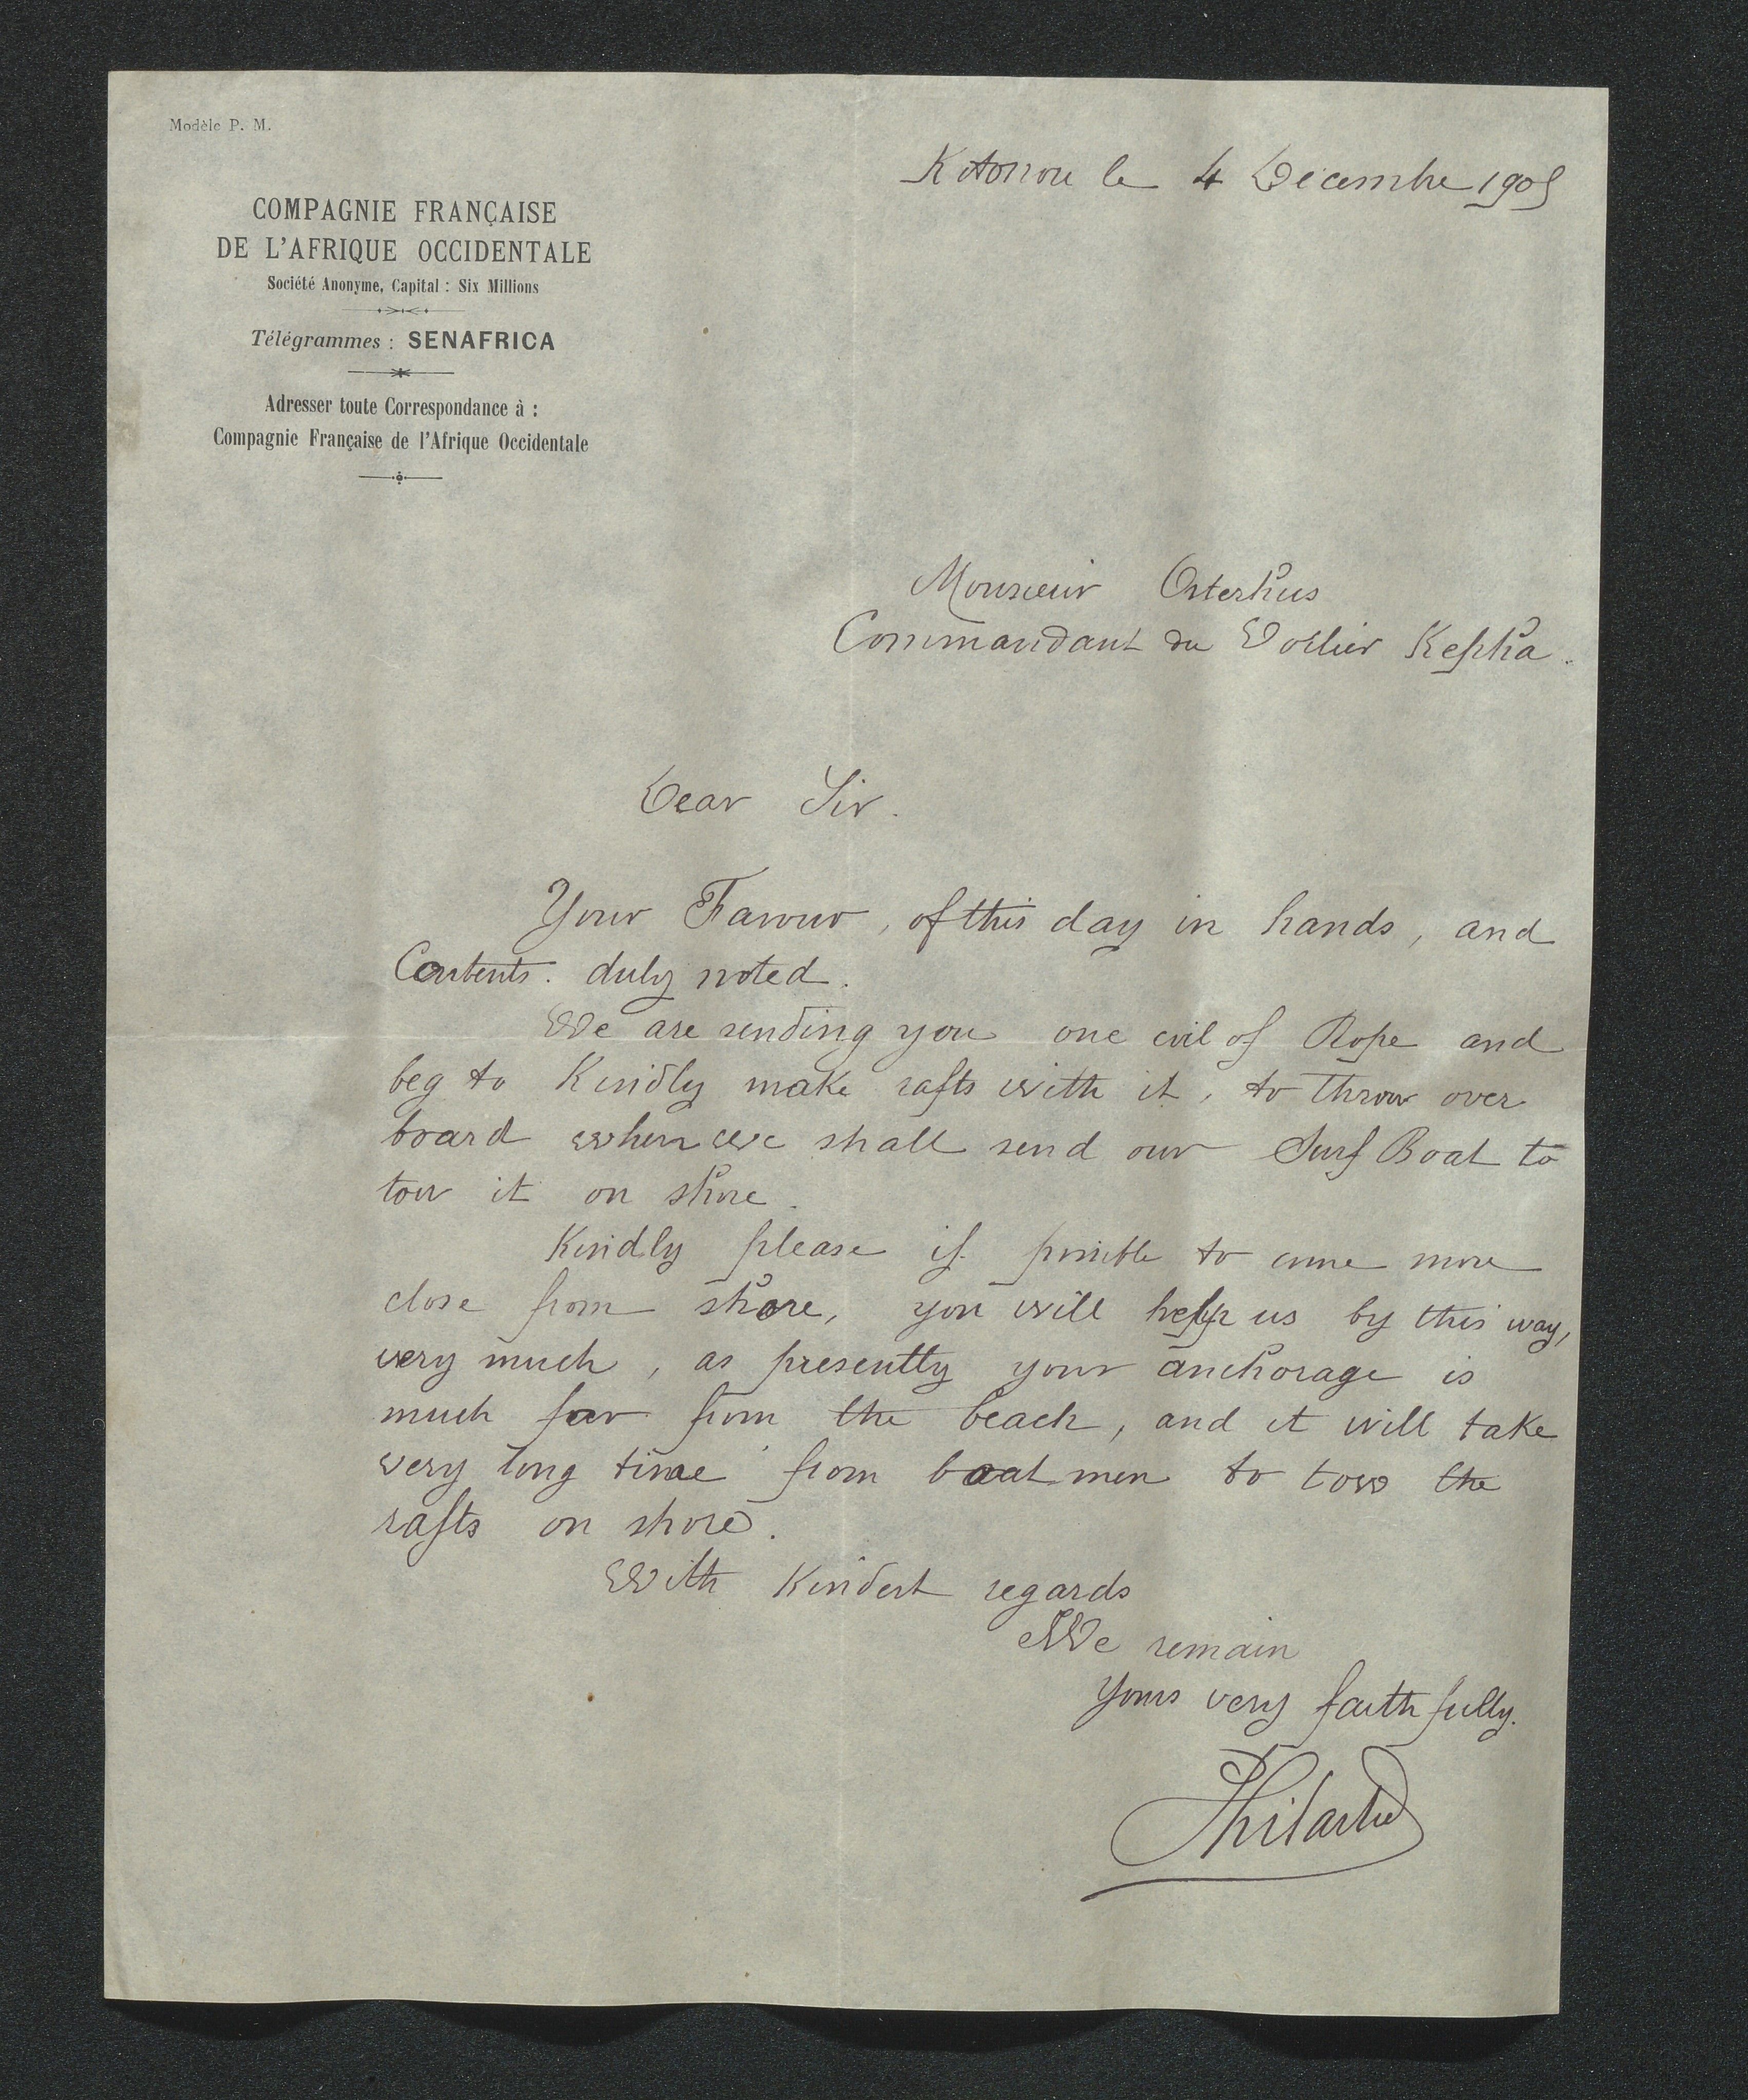 Modèle P. M.
COMPAGNIE FRANÇAISE
DE L'AFRIQUE OCCIDENTALE
Société Anonyme, Capital : Six Millions
Télégrammes : SENAFRICA
Adresser toute Correspondance à :
Compagnie Française de l'Afrique Occidentale
Kotonou le 4 Décembre 1905
Monsieur Osterhus
Commandant du Voilier Kepha.
Dear Sir.
Your Favour, of this day in hands, and
Contents. duly noted.
We are sending you one coil of Rope and
beg to Kindly make rafts with it, to throw over
board when we shall send our Surf Boat to
tow it on shore.
Kindly please if possible to come more
close from shore, you will help us by this way,
very much, as presently your anchorage is
much far from the beach, and it will take
very long time from boat men to tow the
rafts on shore.
With Kindest regards
We remain
Yours very faithfully.